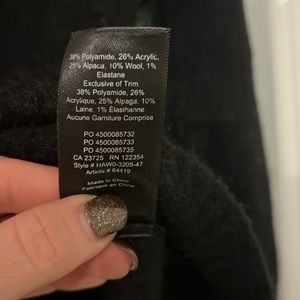 38% Polyamide, 26% Acrylic,
25% Alpaca, 10% Wool, 1%
Elastane
Exclusive of Trim
38% Polyamide, 26%
Acrylique, 25% Alpaga, 10%
Laine, 1% Élasthanne
Aucune Garniture Comprise
PO 4500085732
PO 4500085733
PO 4500085735
CA 23725 RN 122354
Style # HAW0-3205-47
Article # 64419
Made in China
Fabriqué en Chine